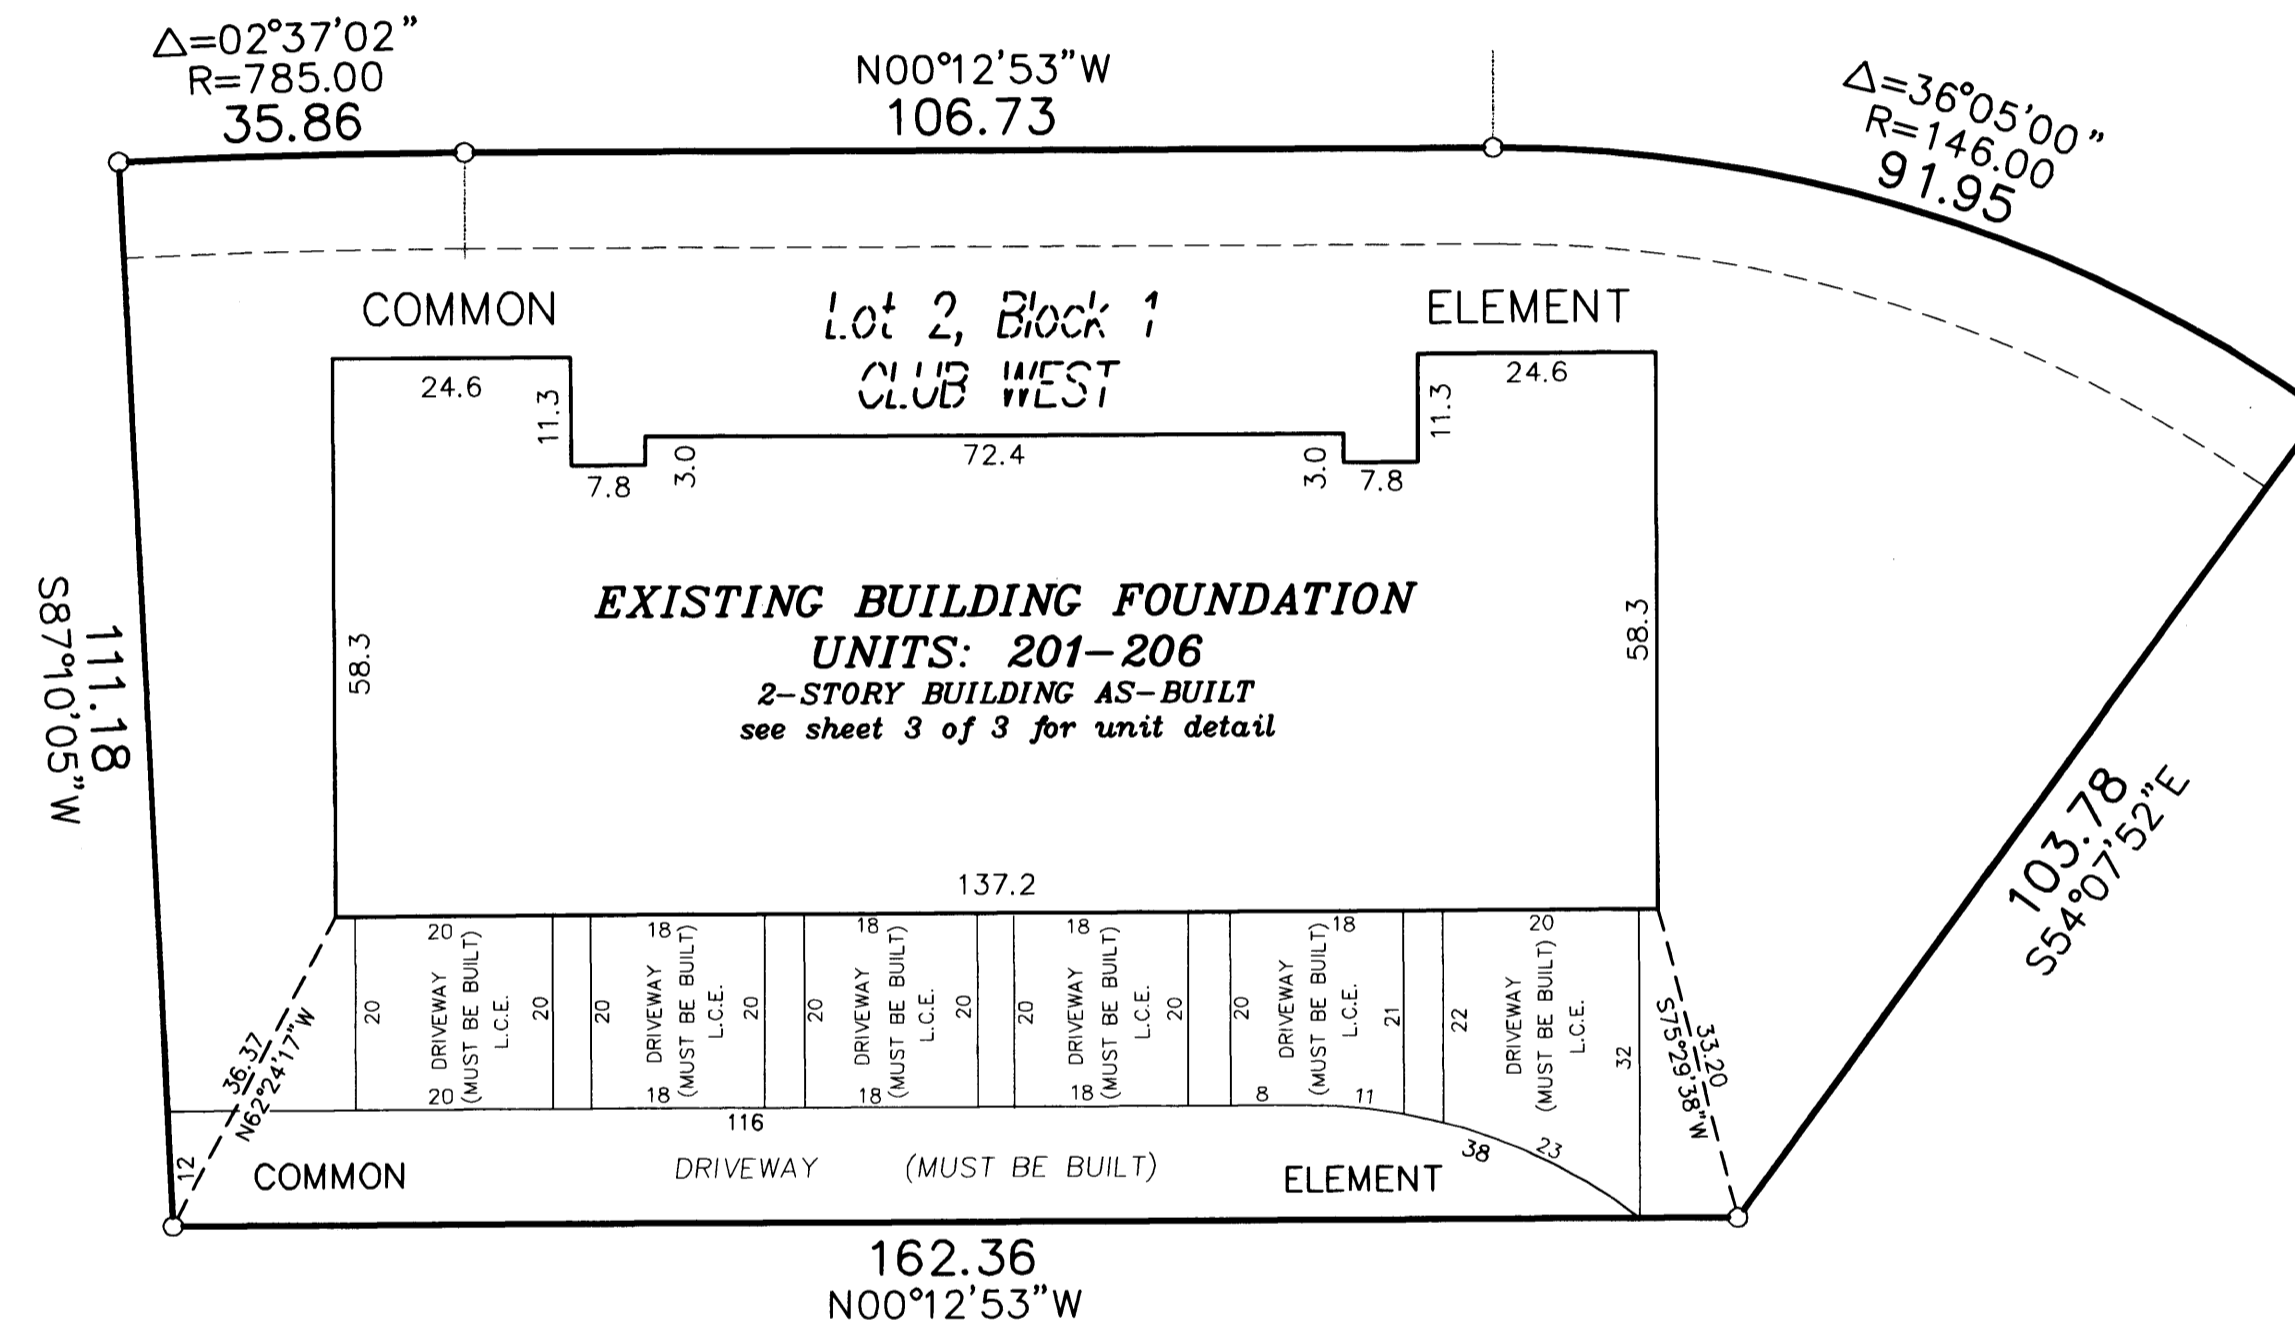 Δ=02°37'02"
R=785.00
35.86
N00°12'53"W
106.73
Δ=36°05'00"
R=146.00
91.95
COMMON
Lot 2, Block 1
ELEMENT
CLUB WEST
24.6
11.3
7.8
3.0
72.4
3.0
7.8
11.3
24.6
111.18
S87°10'05"W
58.3
EXISTING BUILDING FOUNDATION
UNITS: 201-206
2-STORY BUILDING AS-BUILT
see sheet 3 of 3 for unit detail
58.3
103.78
S54°07'52"E
137.2
36.37
N62°24'17"W
20
20
DRIVEWAY
(MUST BE BUILT)
L.C.E.
20
20
18
20
DRIVEWAY
(MUST BE BUILT)
L.C.E.
20
18
18
20
DRIVEWAY
(MUST BE BUILT)
L.C.E.
20
18
18
20
DRIVEWAY
(MUST BE BUILT)
L.C.E.
20
18
18
20
DRIVEWAY
(MUST BE BUILT)
L.C.E.
21
8
11
20
22
DRIVEWAY
(MUST BE BUILT)
L.C.E.
32
23
33.20
S75°29'38"W
116
38
12
COMMON
DRIVEWAY (MUST BE BUILT)
ELEMENT
162.36
N00°12'53"W